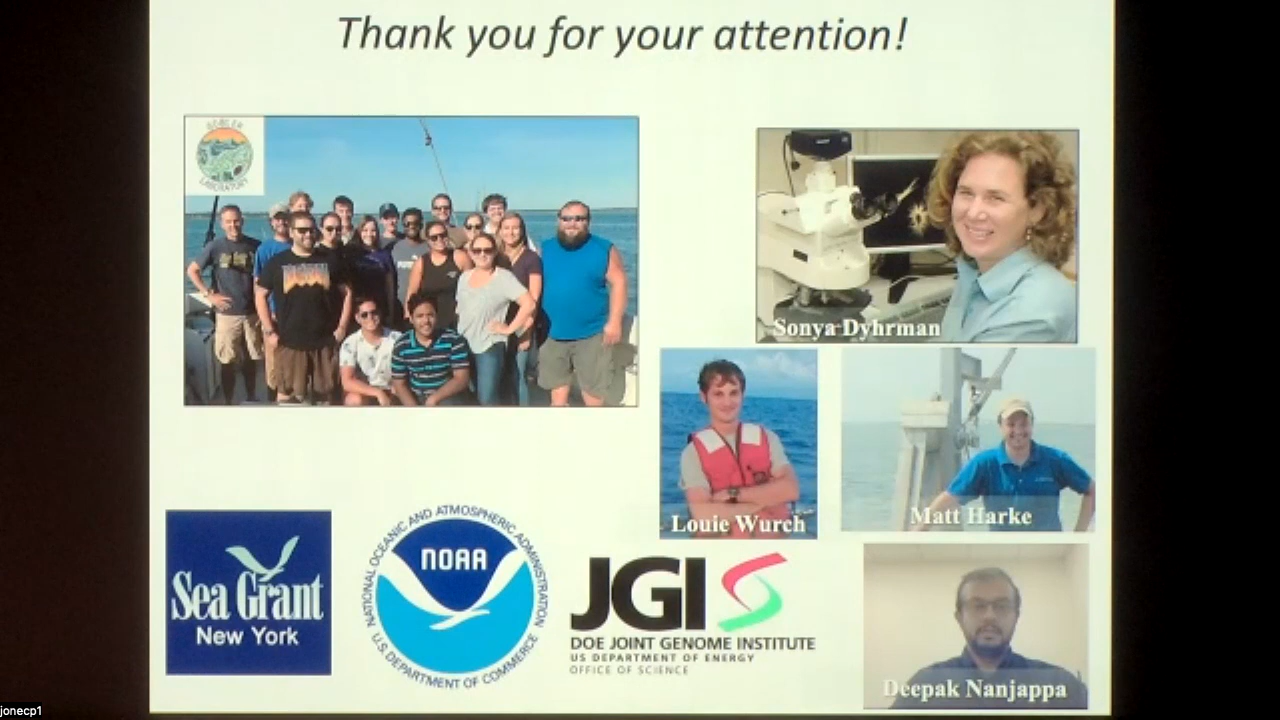 Thank you for your attention!
GOBLER
LABORATORY
Sonya Dyhrman
Louie Wurch
Matt Harke
Sea Grant
New York
NATIONAL OCEANIC AND ATMOSPHERIC ADMINISTRATION
NOAA
U.S. DEPARTMENT OF COMMERCE
JGI
DOE JOINT GENOME INSTITUTE
US DEPARTMENT OF ENERGY
OFFICE OF SCIENCE
Deepak Nanjappa
jonecp1